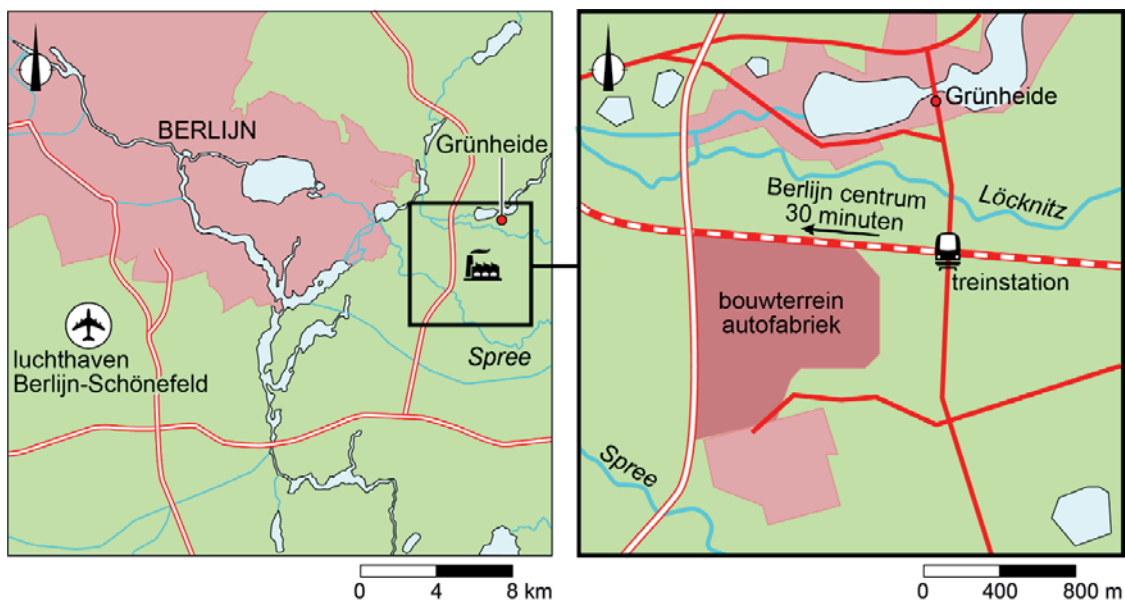 BERLIJN
Grünheide
luchthaven
Berlijn-Schönefeld
Spree
0 4 8 km
Grünheide
Berlijn centrum
30 minuten
Löcknitz
treinstation
bouwterrein
autofabriek
Spree
0 400 800 m